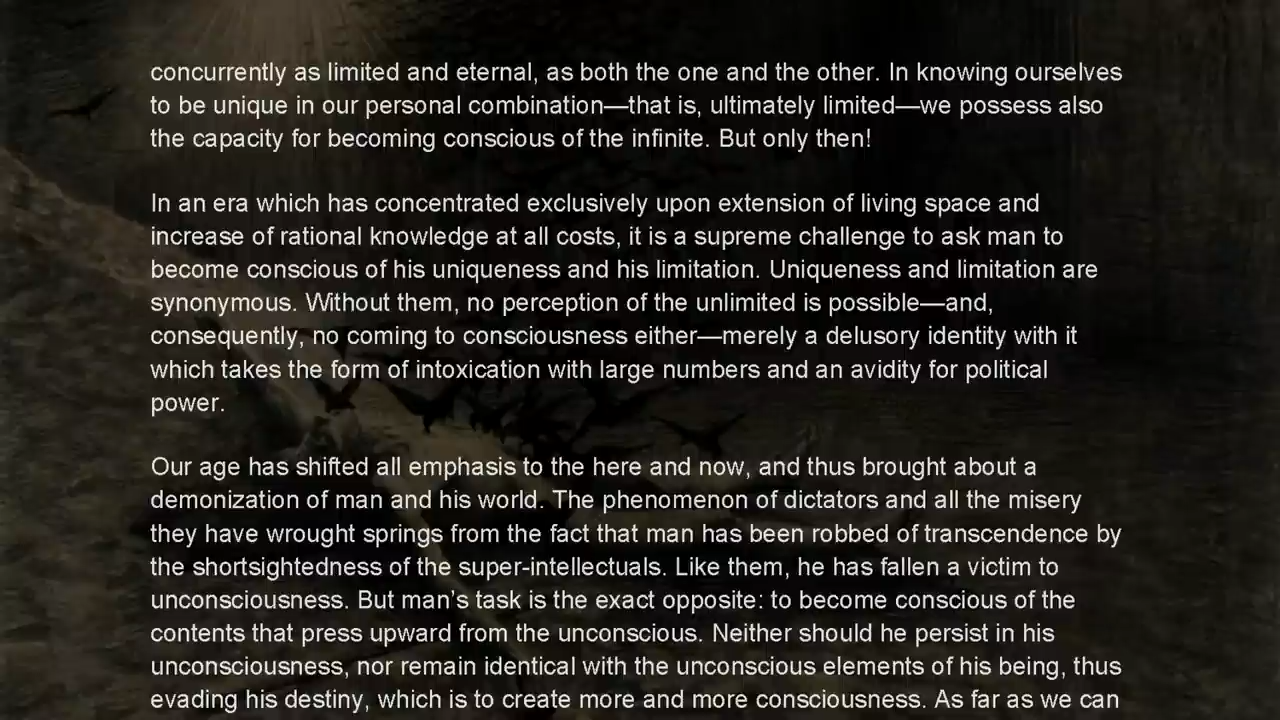 concurrently as limited and eternal, as both the one and the other. In knowing ourselves
to be unique in our personal combination—that is, ultimately limited—we possess also
the capacity for becoming conscious of the infinite. But only then!
In an era which has concentrated exclusively upon extension of living space and
increase of rational knowledge at all costs, it is a supreme challenge to ask man to
become conscious of his uniqueness and his limitation. Uniqueness and limitation are
synonymous. Without them, no perception of the unlimited is possible—and,
consequently, no coming to consciousness either—merely a delusory identity with it
which takes the form of intoxication with large numbers and an avidity for political
power.
Our age has shifted all emphasis to the here and now, and thus brought about a
demonization of man and his world. The phenomenon of dictators and all the misery
they have wrought springs from the fact that man has been robbed of transcendence by
the shortsightedness of the super-intellectuals. Like them, he has fallen a victim to
unconsciousness. But man’s task is the exact opposite: to become conscious of the
contents that press upward from the unconscious. Neither should he persist in his
unconsciousness, nor remain identical with the unconscious elements of his being, thus
evading his destiny, which is to create more and more consciousness. As far as we can